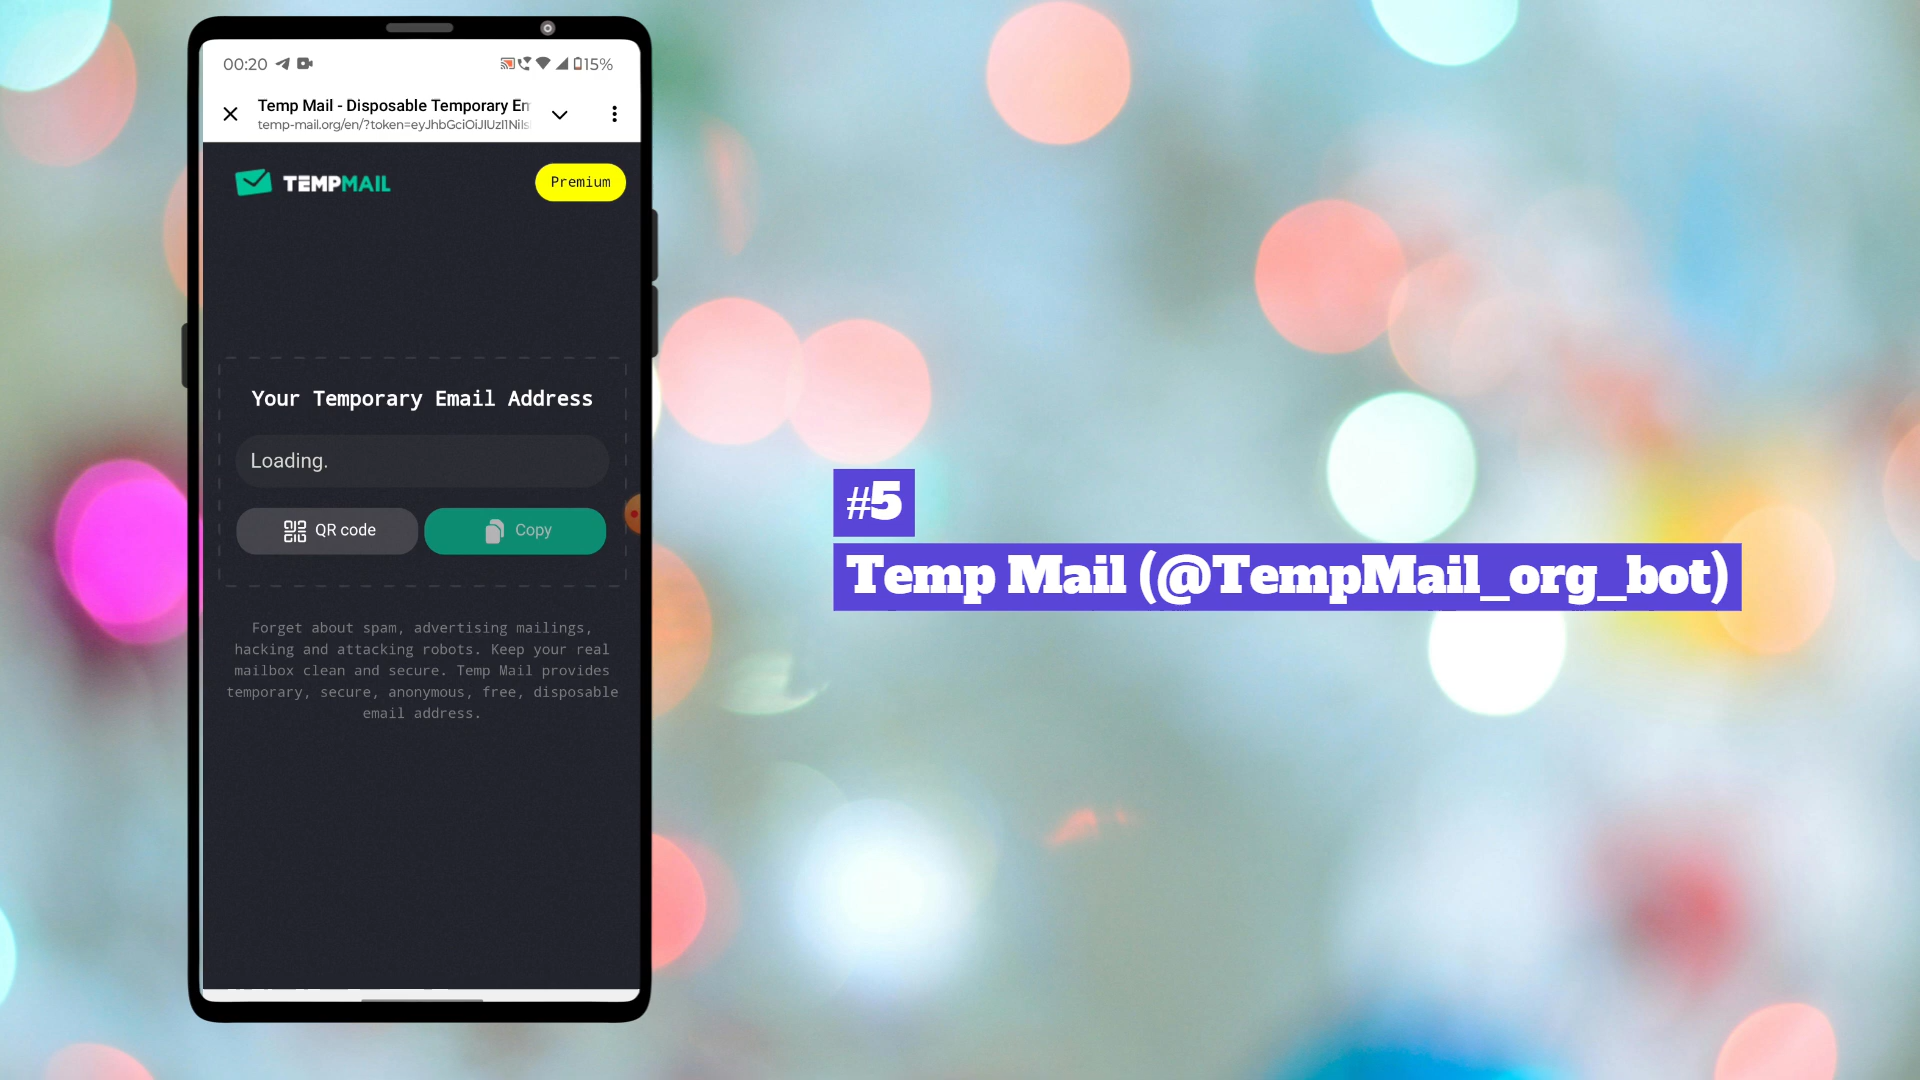 00:20
15%
Temp Mail - Disposable Temporary Em
temp-mail.org/en/?token=eyJhbGciOiJIUzI1NiIs
TEMPMAIL
Premium
Your Temporary Email Address
Loading.
QR code
Copy
Forget about spam, advertising mailings,
hacking and attacking robots. Keep your real
mailbox clean and secure. Temp Mail provides
temporary, secure, anonymous, free, disposable
email address.
#5
Temp Mail (@TempMail_org_bot)